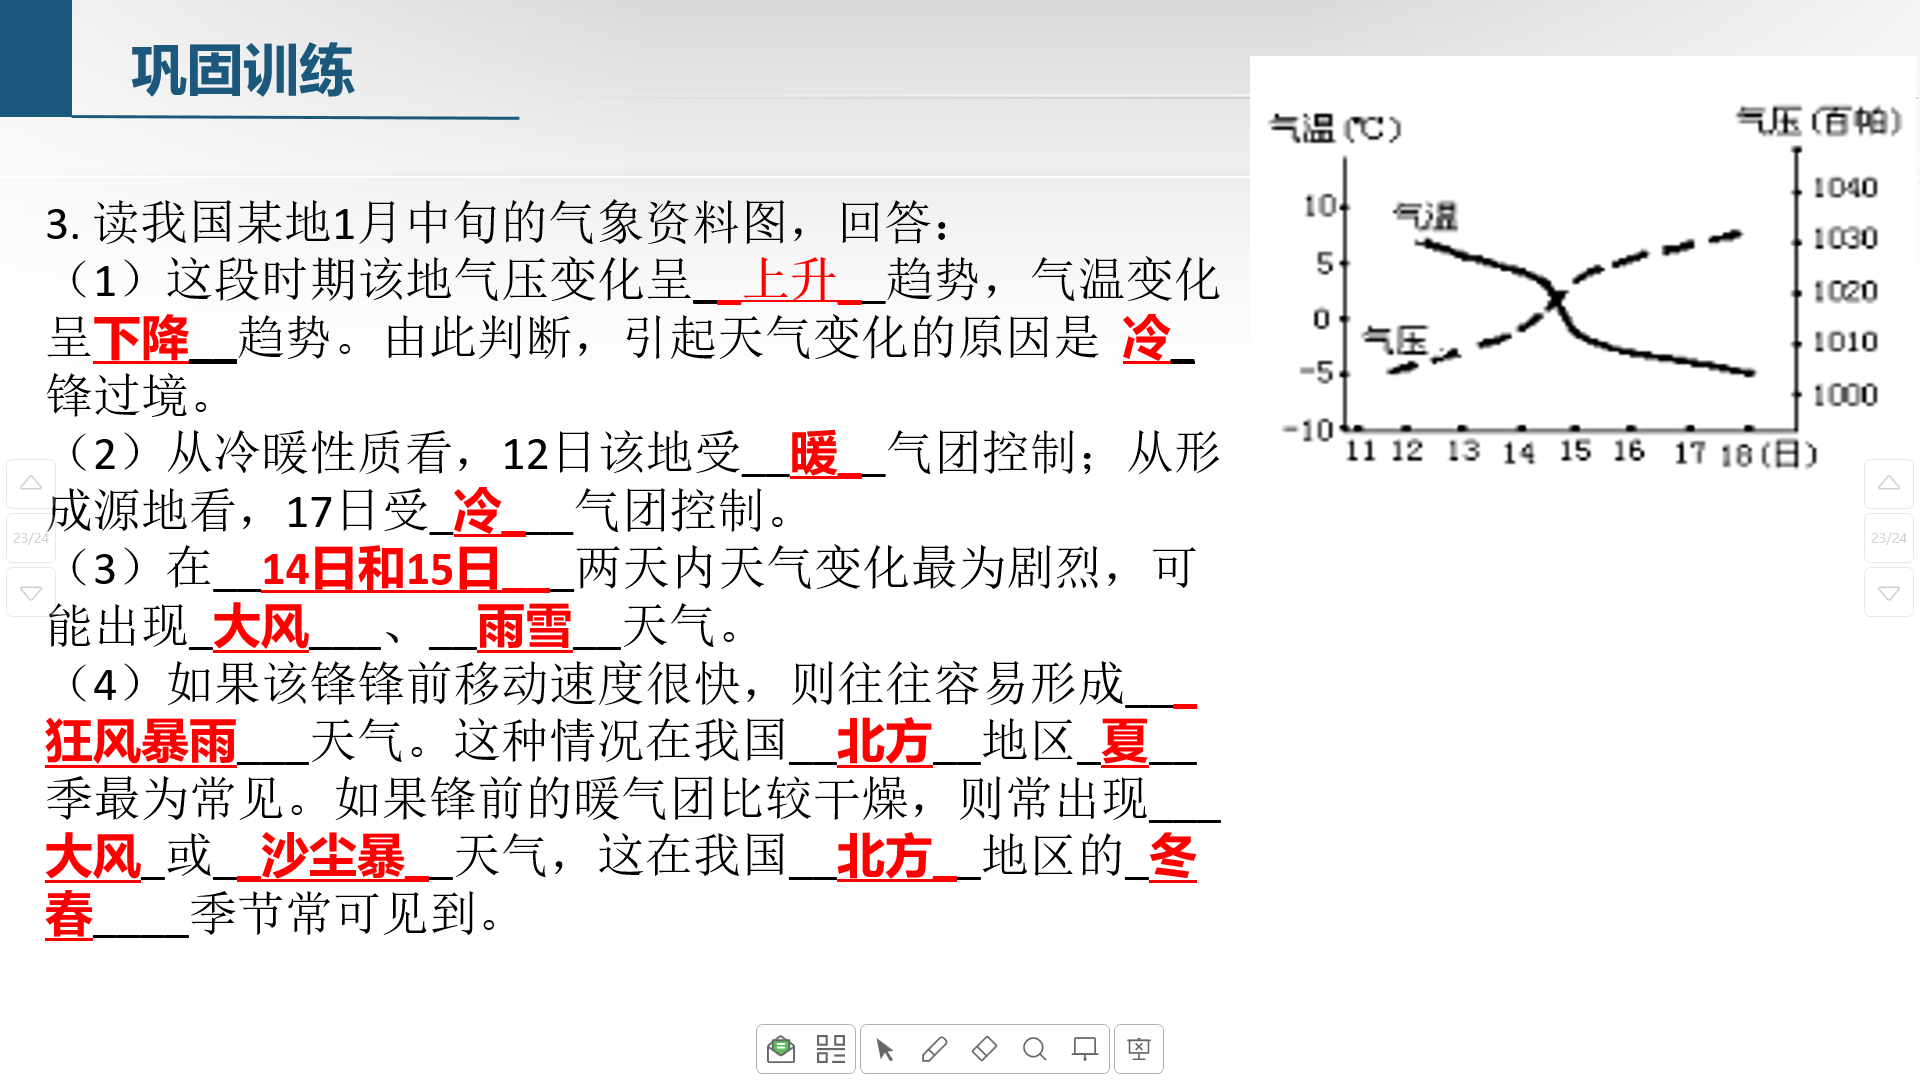 巩固训练
3. 读我国某地1月中旬的气象资料图，回答：
（1）这段时期该地气压变化呈__上升__趋势，气温变化
呈下降__趋势。由此判断，引起天气变化的原因是 冷_
锋过境。
（2）从冷暖性质看，12日该地受__暖__气团控制；从形
成源地看，17日受_冷___气团控制。
（3）在__14日和15日___两天内天气变化最为剧烈，可
能出现_大风___、__雨雪__天气。
（4）如果该锋锋前移动速度很快，则往往容易形成___
狂风暴雨___天气。这种情况在我国__北方__地区_夏__
季最为常见。如果锋前的暖气团比较干燥，则常出现___
大风_或__沙尘暴__天气，这在我国__北方__地区的_冬
春____季节常可见到。
气温(℃)
气压(百帕)
10
5
0
-5
-10
气温
气压
1040
1030
1020
1010
1000
11 12 13 14 15 16 17 18(日)
23/24
23/24